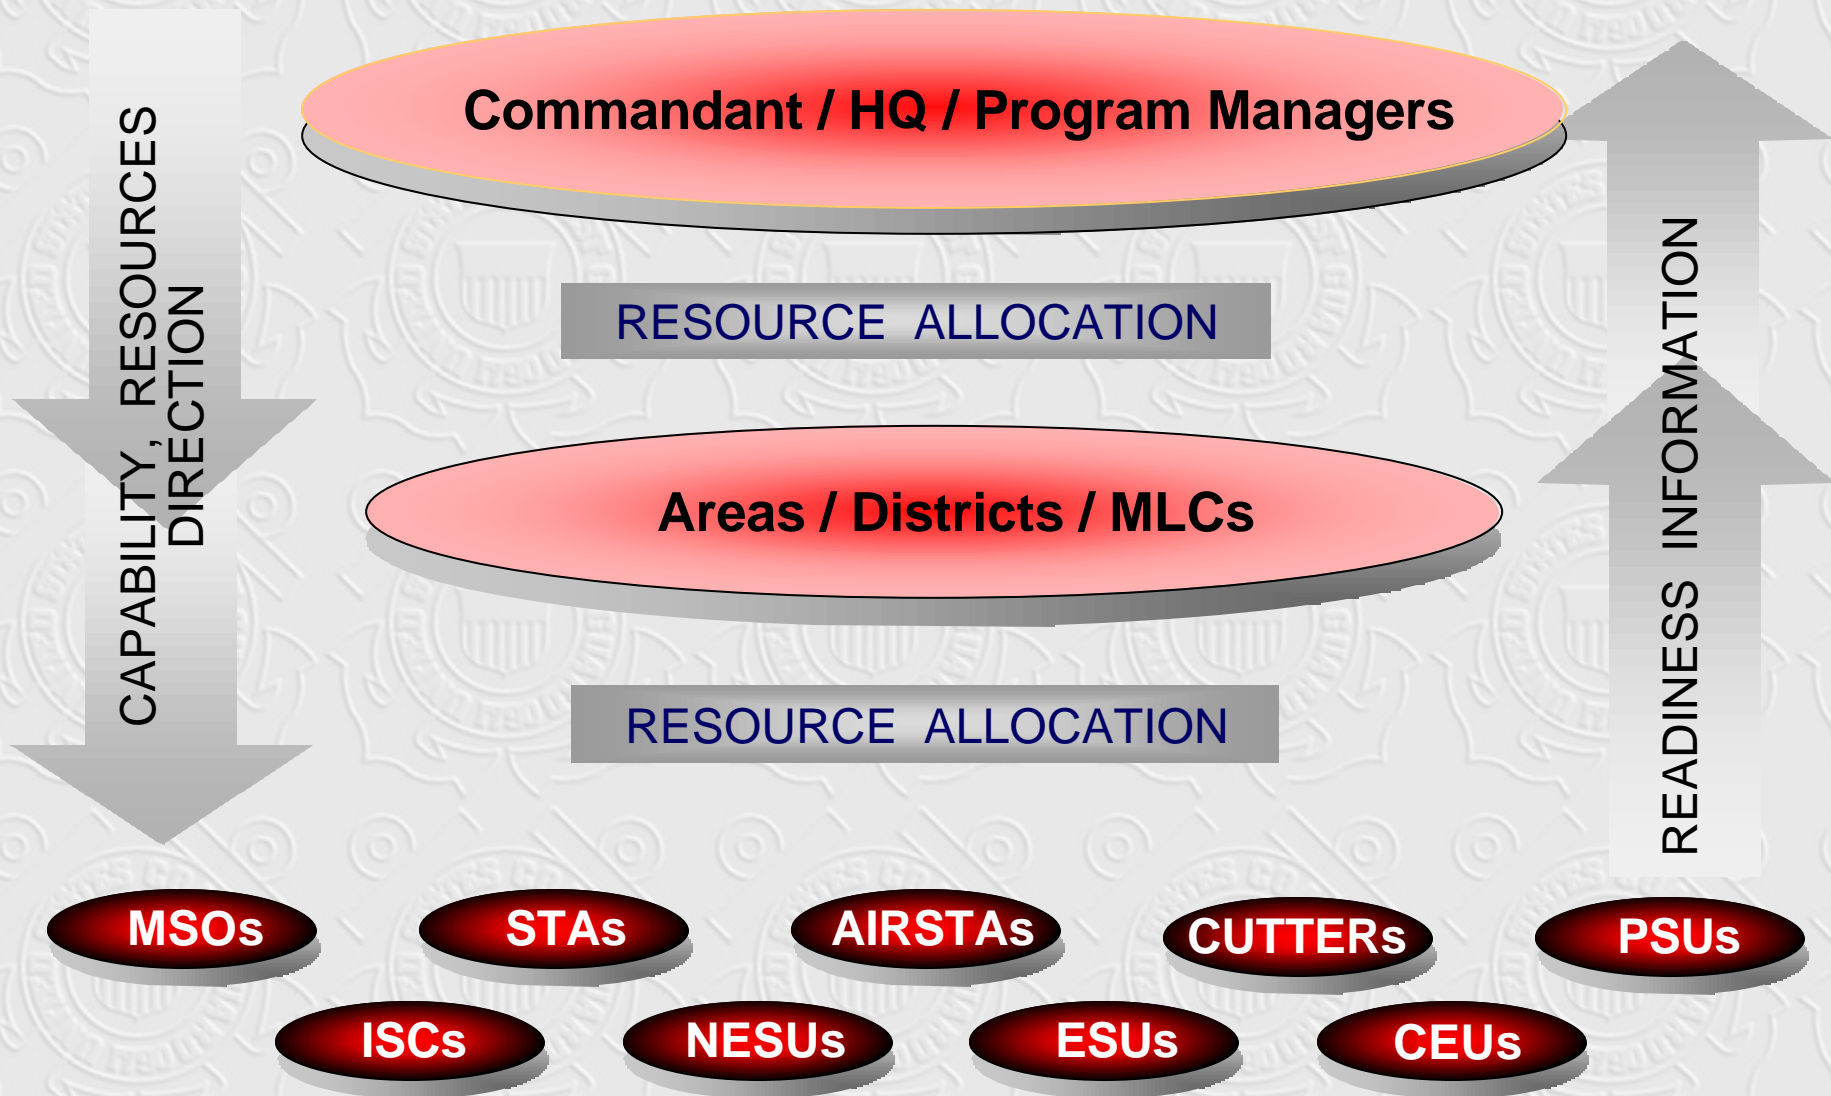 Commandant / HQ / Program Managers
CAPABILITY, RESOURCES
DIRECTION
RESOURCE ALLOCATION
READINESS INFORMATION
Areas / Districts / MLCs
RESOURCE ALLOCATION
MSOs
STAs
AIRSTAs
CUTTERs
PSUs
ISCs
NESUs
ESUs
CEUs